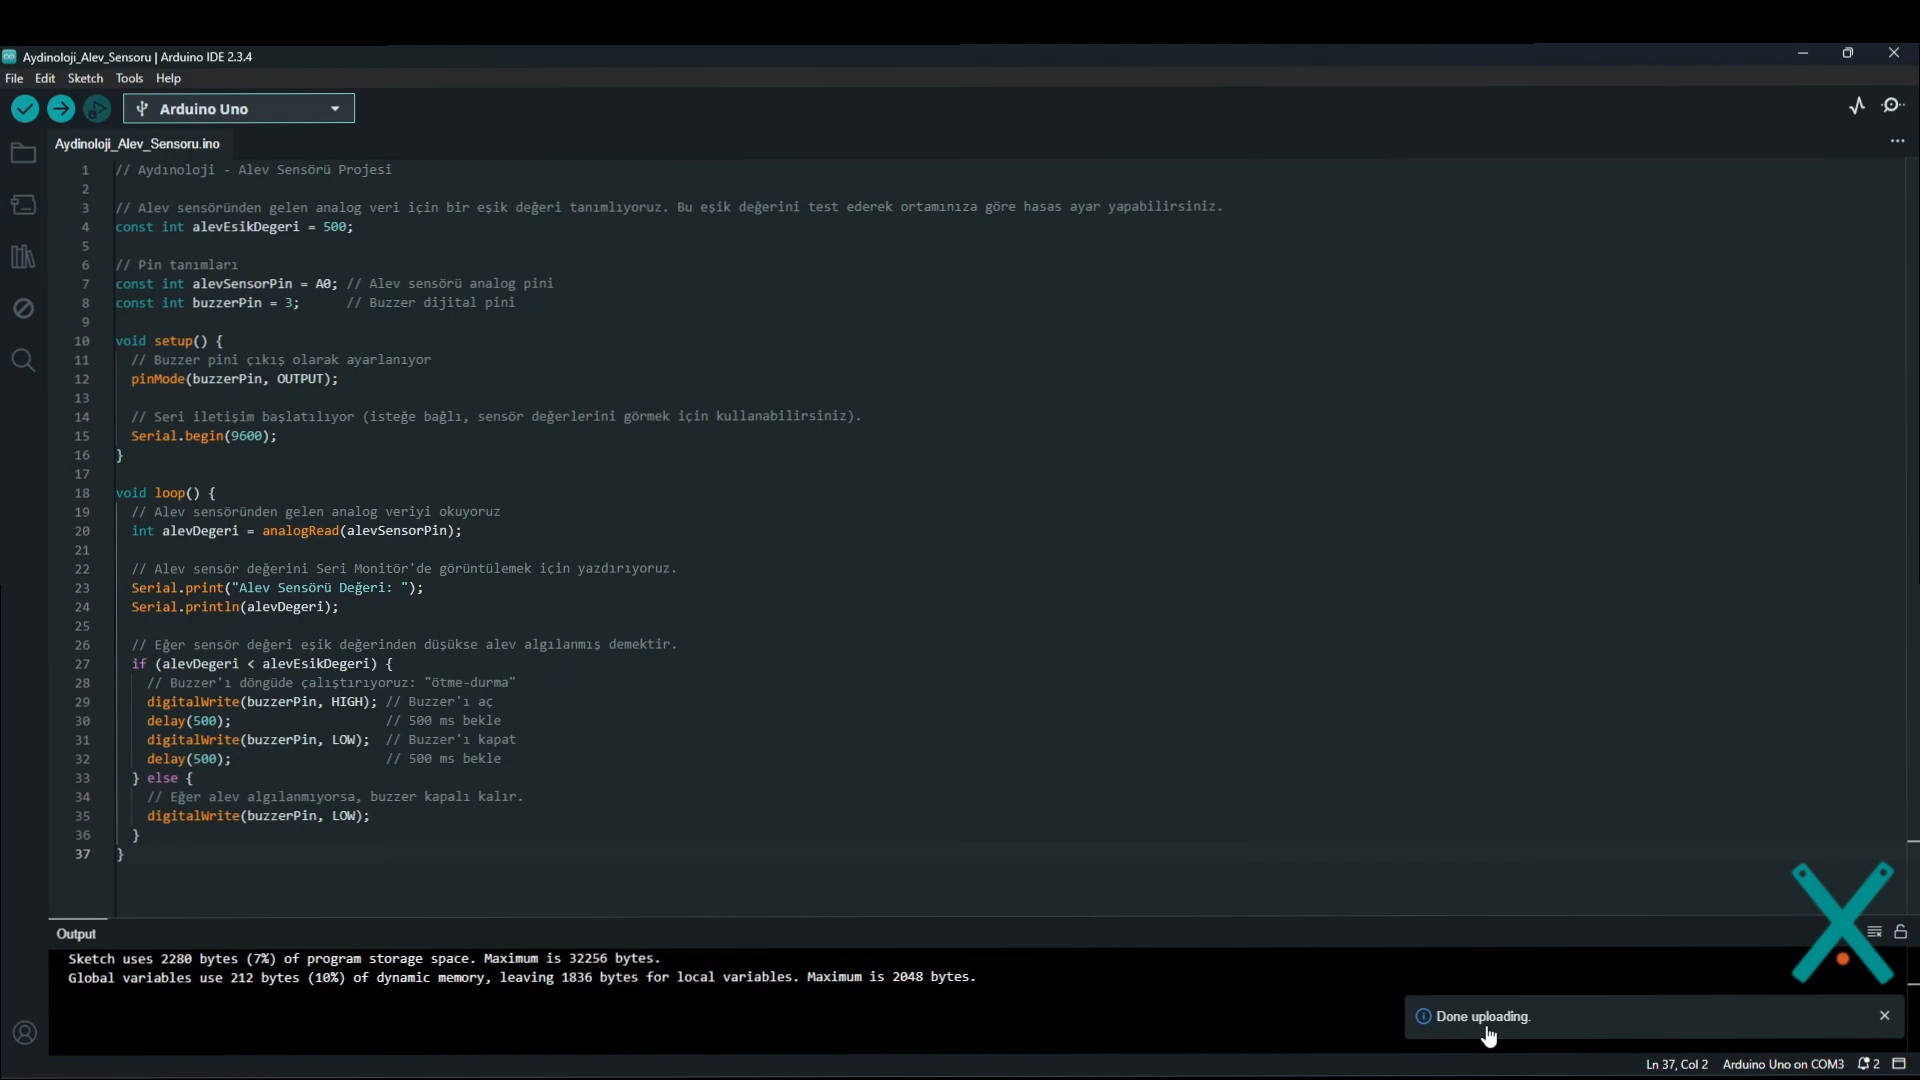 Aydinoloji_Alev_Sensoru | Arduino IDE 2.3.4
File Edit Sketch Tools Help
Arduino Uno
Aydinoloji_Alev_Sensoru.ino
1 // Aydınoloji - Alev Sensörü Projesi
2
3 // Alev sensöründen gelen analog veri için bir eşik değeri tanımlıyoruz. Bu eşik değerini test ederek ortamınıza göre hasas ayar yapabilirsiniz.
4 const int alevEsikDegeri = 500;
5
6 // Pin tanımları
7 const int alevSensorPin = A0; // Alev sensörü analog pini
8 const int buzzerPin = 3; // Buzzer dijital pini
9
10 void setup() {
11 // Buzzer pini çıkış olarak ayarlanıyor
12 pinMode(buzzerPin, OUTPUT);
13
14 // Seri iletişim başlatılıyor (isteğe bağlı, sensör değerlerini görmek için kullanabilirsiniz).
15 Serial.begin(9600);
16 }
17
18 void loop() {
19 // Alev sensöründen gelen analog veriyi okuyoruz
20 int alevDegeri = analogRead(alevSensorPin);
21
22 // Alev sensör değerini Seri Monitör'de görüntülemek için yazdırıyoruz.
23 Serial.print("Alev Sensörü Değeri: ");
24 Serial.println(alevDegeri);
25
26 // Eğer sensör değeri eşik değerinden düşükse alev algılanmış demektir.
27 if (alevDegeri < alevEsikDegeri) {
28 // Buzzer'ı döngüde çalıştırıyoruz: "ötme-durma"
29 digitalWrite(buzzerPin, HIGH); // Buzzer'ı aç
30 delay(500); // 500 ms bekle
31 digitalWrite(buzzerPin, LOW); // Buzzer'ı kapat
32 delay(500); // 500 ms bekle
33 } else {
34 // Eğer alev algılanmıyorsa, buzzer kapalı kalır.
35 digitalWrite(buzzerPin, LOW);
36 }
37 }
Output
Sketch uses 2280 bytes (7%) of program storage space. Maximum is 32256 bytes.
Global variables use 212 bytes (10%) of dynamic memory, leaving 1836 bytes for local variables. Maximum is 2048 bytes.
Done uploading.
Ln 37, Col 2 Arduino Uno on COM3 2